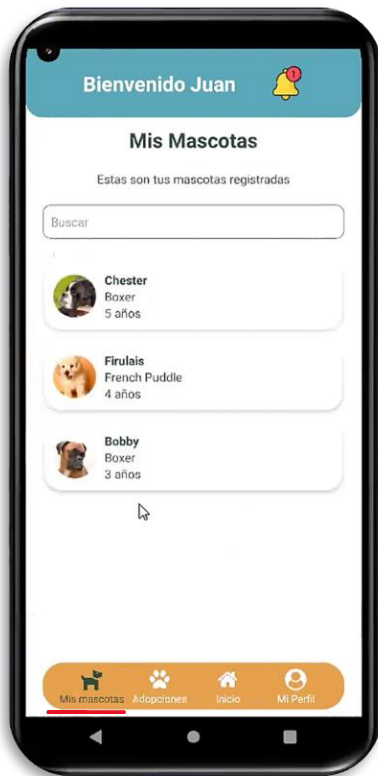 Bienvenido Juan
1
Mis Mascotas
Estas son tus mascotas registradas
Buscar
Chester
Boxer
5 años
Firulais
French Puddle
4 años
Bobby
Boxer
3 años
Mis mascotas Adopciones Inicio Mi Perfil